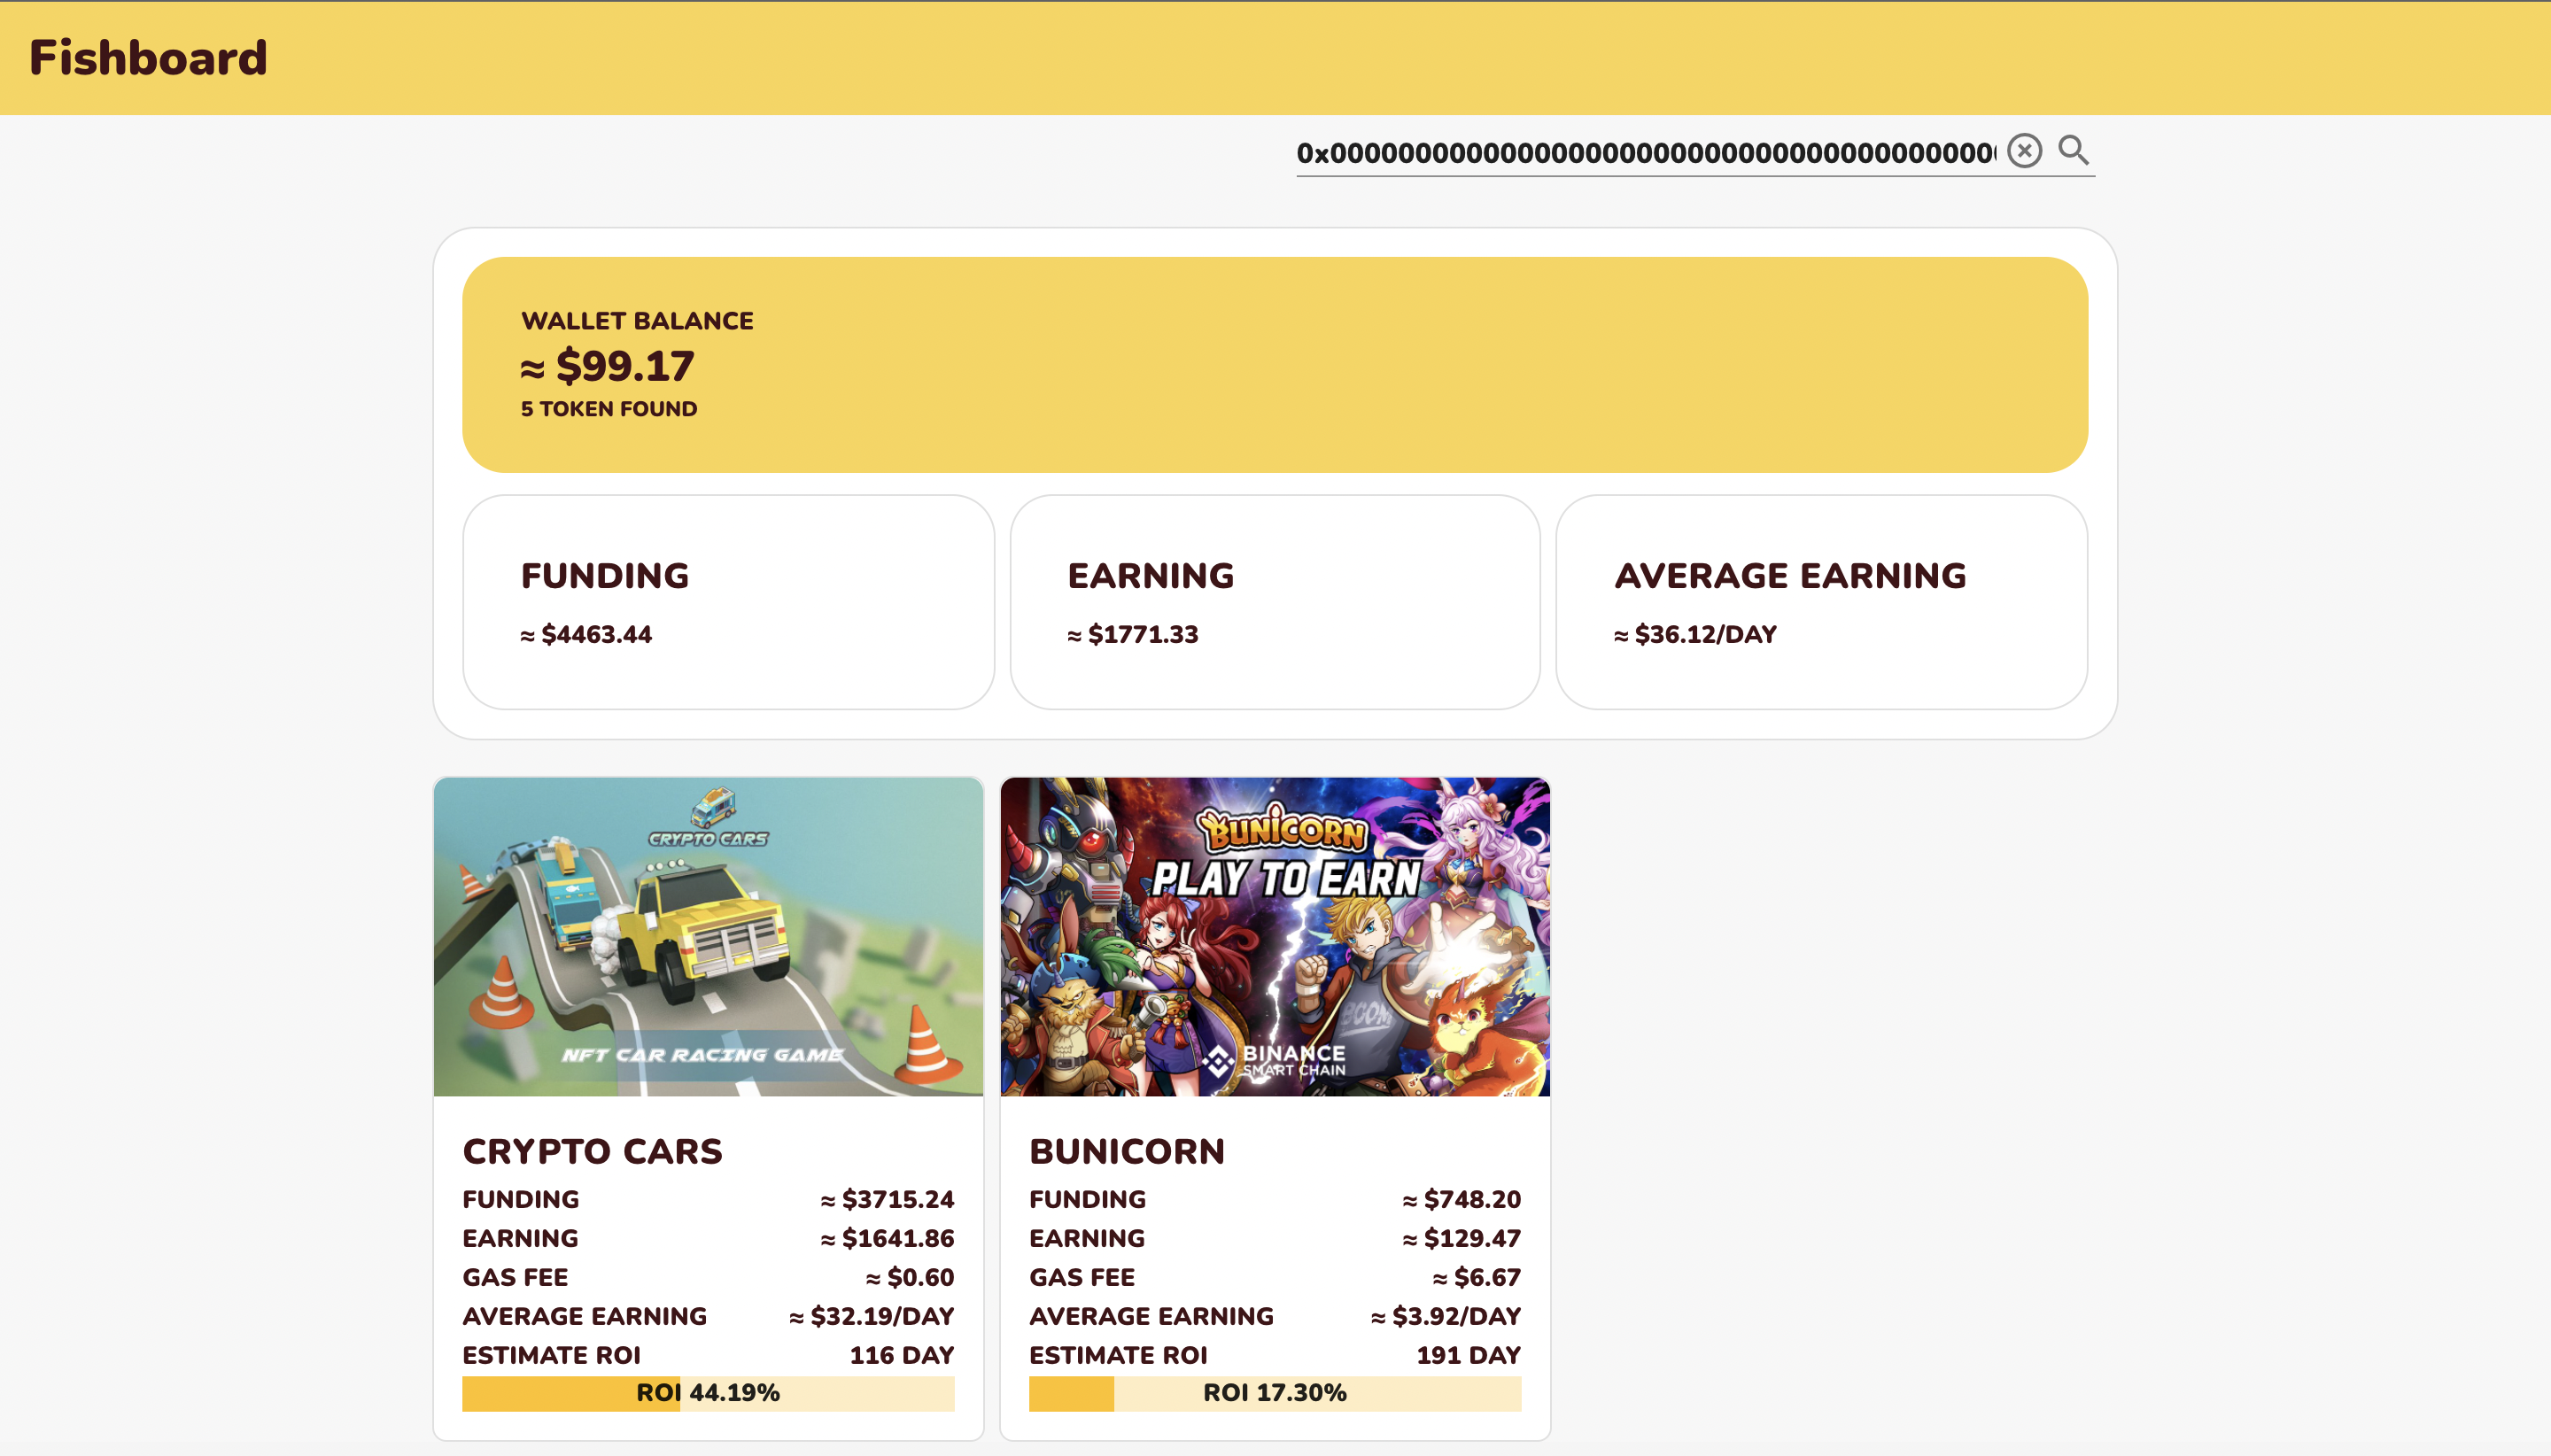 Fishboard
0x0000000000000000000000000000000000000000
WALLET BALANCE
≈ $99.17
5 TOKEN FOUND
FUNDING
≈ $4463.44
EARNING
≈ $1771.33
AVERAGE EARNING
≈ $36.12/DAY
CRYPTO CARS
NFT CAR RACING GAME
CRYPTO CARS
FUNDING ≈ $3715.24
EARNING ≈ $1641.86
GAS FEE ≈ $0.60
AVERAGE EARNING ≈ $32.19/DAY
ESTIMATE ROI 116 DAY
ROI 44.19%
BUNICORN
PLAY TO EARN
BOOM
BINANCE
SMART CHAIN
BUNICORN
FUNDING ≈ $748.20
EARNING ≈ $129.47
GAS FEE ≈ $6.67
AVERAGE EARNING ≈ $3.92/DAY
ESTIMATE ROI 191 DAY
ROI 17.30%